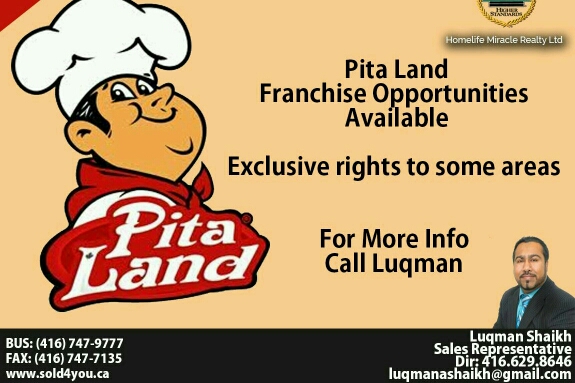 HIGHER
STANDARDS
Homelife Miracle Realty Ltd
Pita Land
Franchise Opportunities
Available
Exclusive rights to some areas
For More Info
Call Luqman
Pita
Land
BUS: (416) 747-9777
FAX: (416) 747-7135
www.sold4you.ca
Luqman Shaikh
Sales Representative
Dir: 416.629.8646
luqmanashaikh@gmail.com